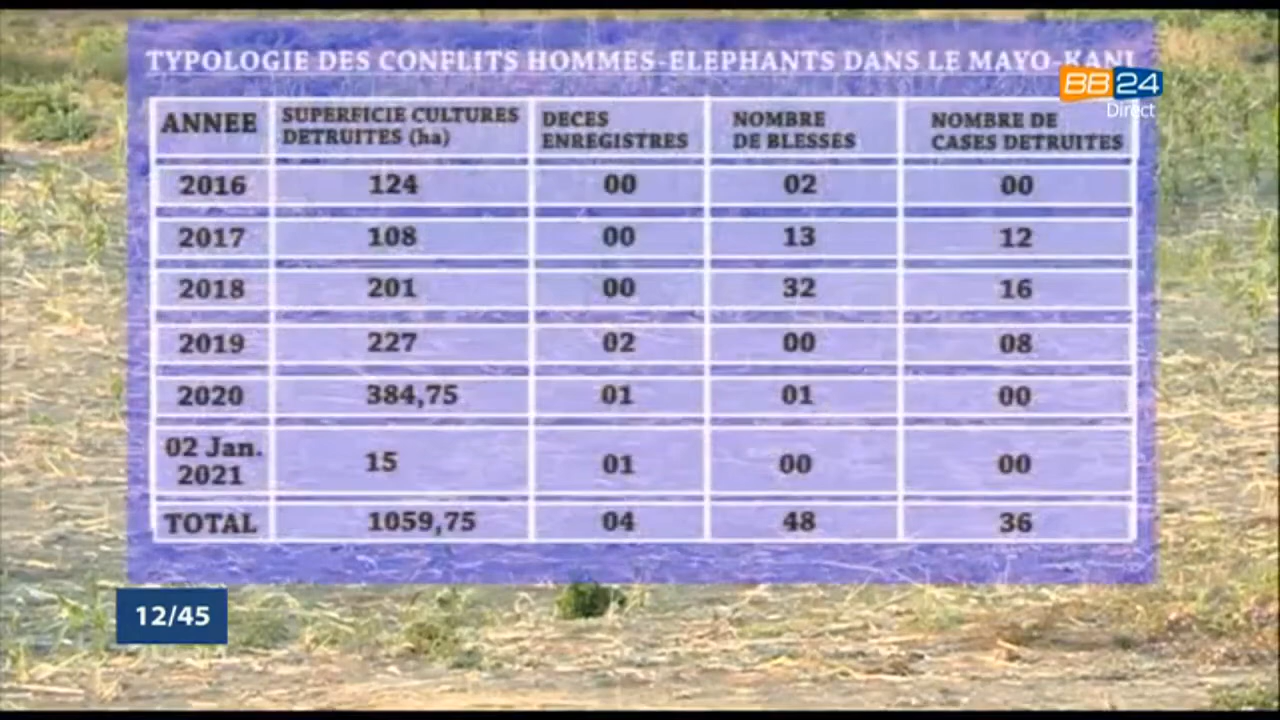 TYPOLOGIE DES CONFLITS HOMMES-ELEPHANTS DANS LE MAYO-KANI
BB24
Direct
ANNEE SUPERFICIE CULTURES DETRUITES (ha) DECES ENREGISTRES NOMBRE DE BLESSES NOMBRE DE CASES DETRUITES
2016 124 00 02 00
2017 108 00 13 12
2018 201 00 32 16
2019 227 02 00 08
2020 384,75 01 01 00
02 Jan. 2021 15 01 00 00
TOTAL 1059,75 04 48 36
12/45